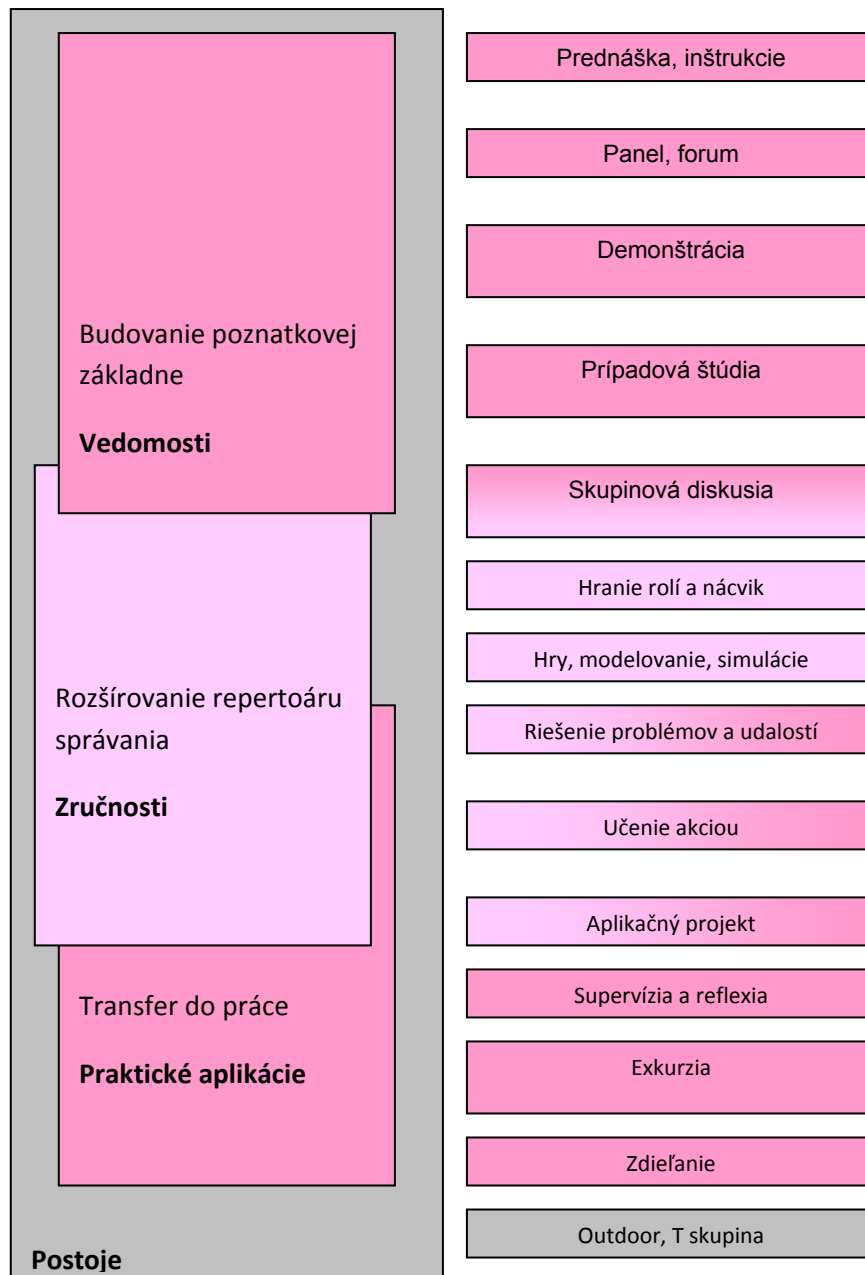 Budovanie poznatkovej
základne
Vedomosti
Rozšírovanie repertoáru
správania
Zručnosti
Transfer do práce
Praktické aplikácie
Postoje
Prednáška, inštrukcie
Panel, forum
Demonštrácia
Prípadová štúdia
Skupinová diskusia
Hranie rolí a nácvik
Hry, modelovanie, simulácie
Riešenie problémov a udalostí
Učenie akciou
Aplikačný projekt
Supervízia a reflexia
Exkurzia
Zdieľanie
Outdoor, T skupina